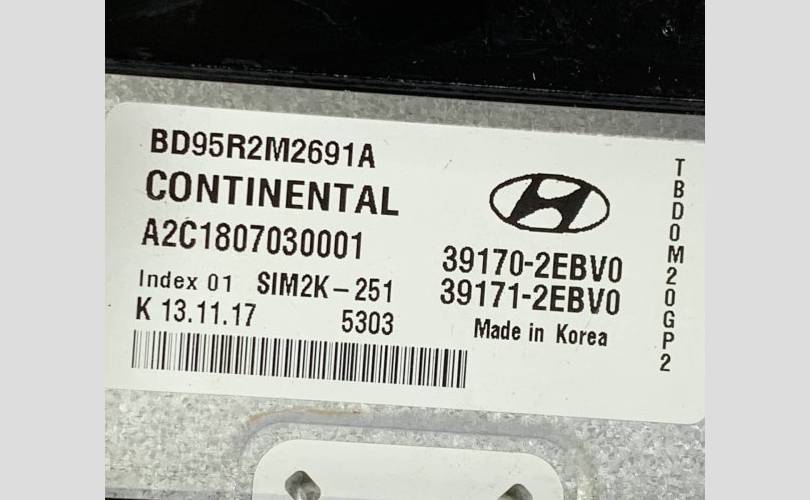 BD95R2M2691A
CONTINENTAL
A2C1807030001
Index 01 SIM2K-251
K 13.11.17 5303
39170-2EBV0
39171-2EBV0
Made in Korea
TBD0M20GP2